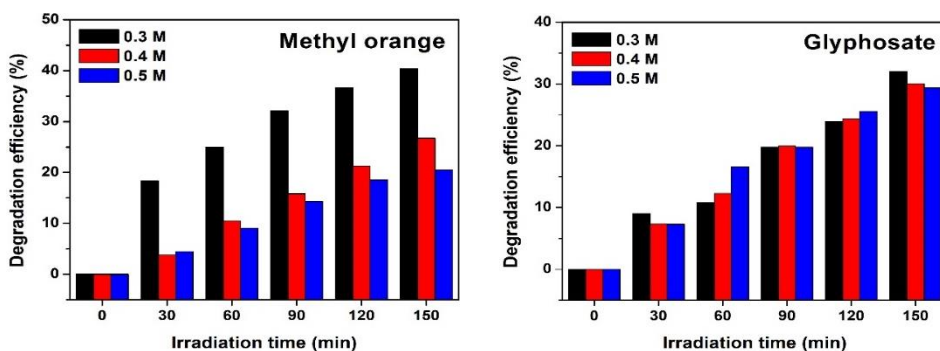 Methyl orange
0.3 M
0.4 M
0.5 M
Degradation efficiency (%)
50
40
30
20
10
0
0 30 60 90 120 150
Irradiation time (min)
Glyphosate
0.3 M
0.4 M
0.5 M
Degradation efficiency (%)
40
30
20
10
0
0 30 60 90 120 150
Irradiation time (min)